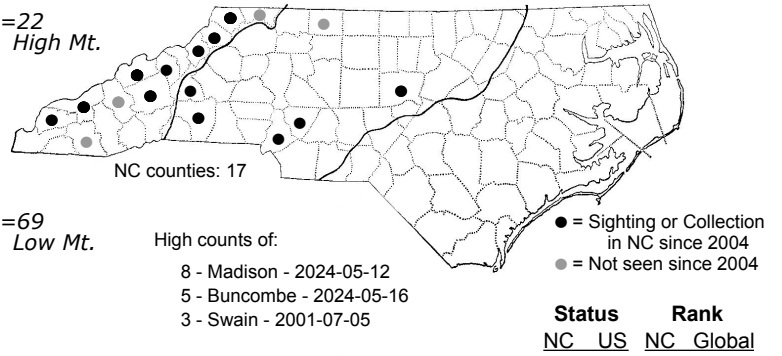 =22
High Mt.
NC counties: 17
=69
Low Mt.
High counts of:
8 - Madison - 2024-05-12
5 - Buncombe - 2024-05-16
3 - Swain - 2001-07-05
= Sighting or Collection
in NC since 2004
= Not seen since 2004
Status Rank
NC US NC Global